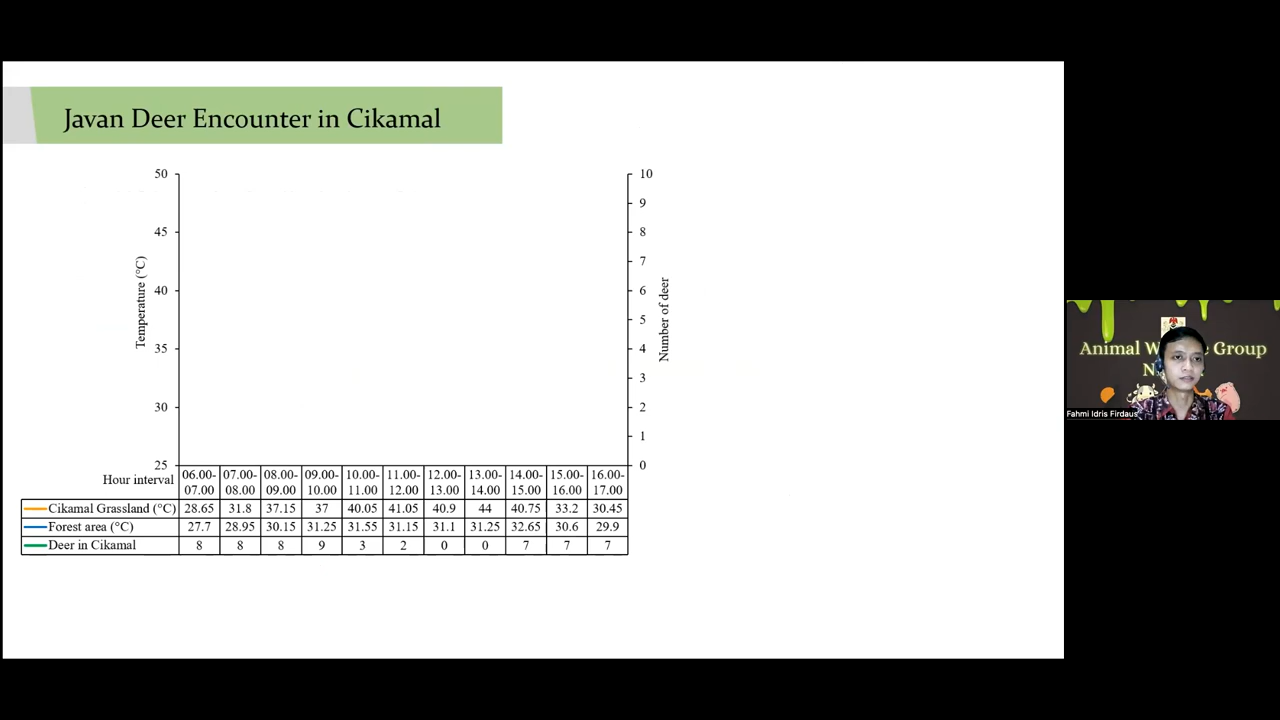 Javan Deer Encounter in Cikamal
50
45
40
35
30
25
Temperature (°C)
10
9
8
7
6
5
4
3
2
1
0
Number of deer
Hour interval 06.00-07.00 07.00-08.00 08.00-09.00 09.00-10.00 10.00-11.00 11.00-12.00 12.00-13.00 13.00-14.00 14.00-15.00 15.00-16.00 16.00-17.00
Cikamal Grassland (°C) 28.65 31.8 37.15 37 40.05 41.05 40.9 44 40.75 33.2 30.45
Forest area (°C) 27.7 28.95 30.15 31.25 31.55 31.15 31.1 31.25 32.65 30.6 29.9
Deer in Cikamal 8 8 8 9 3 2 0 0 7 7 7
Animal Group
Fahmi Idris Firdaus